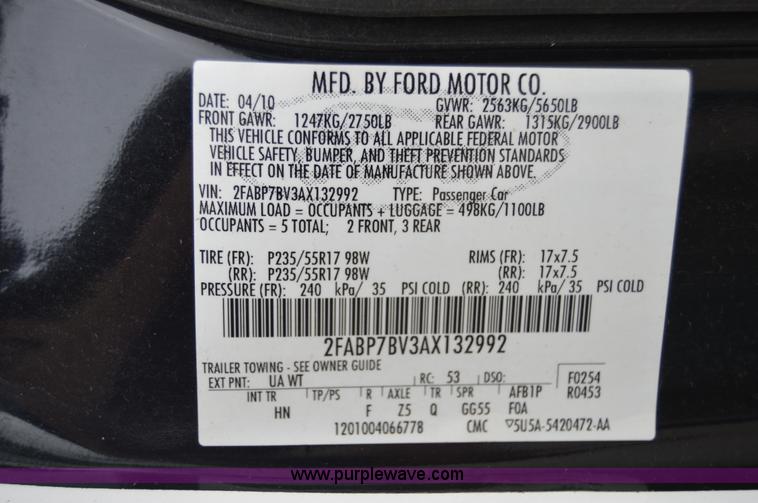 MFD. BY FORD MOTOR CO.
DATE: 04/10 GVWR: 2563KG/5650LB
FRONT GAWR: 1247KG/2750LB REAR GAWR: 1315KG/2900LB
THIS VEHICLE CONFORMS TO ALL APPLICABLE FEDERAL MOTOR
VEHICLE SAFETY, BUMPER, AND THEFT PREVENTION STANDARDS
IN EFFECT ON THE DATE OF MANUFACTURE SHOWN ABOVE.
VIN: 2FABP7BV3AX132992 TYPE: Passenger Car
MAXIMUM LOAD = OCCUPANTS + LUGGAGE = 498KG/1100LB
OCCUPANTS = 5 TOTAL: 2 FRONT, 3 REAR
TIRE (FR): P235/55R17 98W RIMS (FR): 17x7.5
(RR): P235/55R17 98W (RR): 17x7.5
PRESSURE (FR): 240 kPa/ 35 PSI COLD (RR): 240 kPa/ 35 PSI COLD
2FABP7BV3AX132992
TRAILER TOWING - SEE OWNER GUIDE
EXT PNT: UA WT RC: 53 DSO: F0254
INT TR TP/PS R AXLE TR SPR AFB1P R0453
HN F Z5 Q GG55 FOA
1201004066778 CMC ▽5U5A-5420472-AA
www.purplewave.com